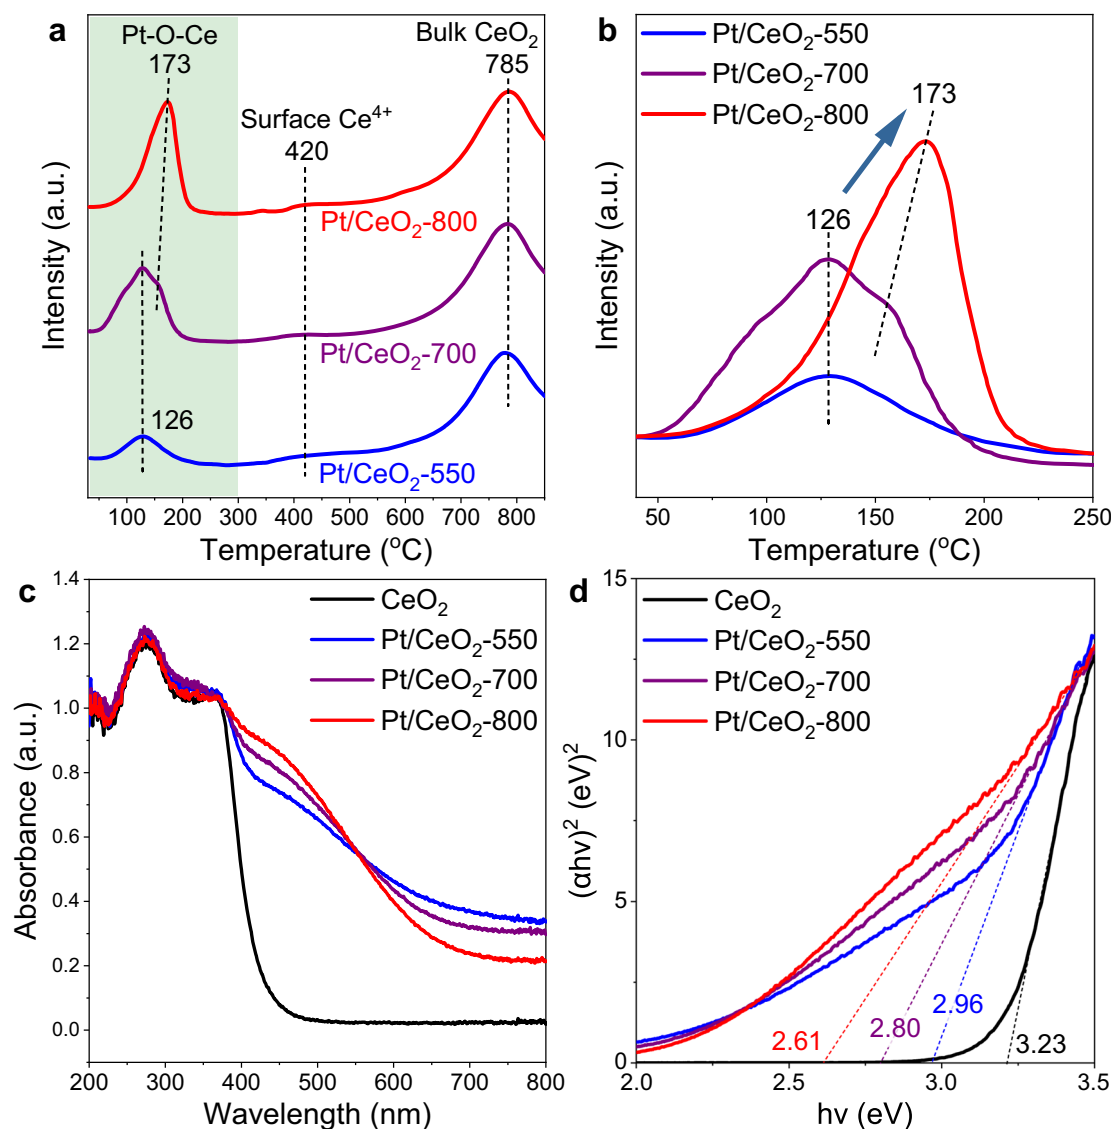 a
Pt-O-Ce
173
Bulk CeO₂
785
Surface Ce⁴⁺
420
Pt/CeO₂-800
Pt/CeO₂-700
126
Pt/CeO₂-550
Intensity (a.u.)
100 200 300 400 500 600 700 800
Temperature (°C)
b
Pt/CeO₂-550
Pt/CeO₂-700
Pt/CeO₂-800
173
126
Intensity (a.u.)
50 100 150 200 250
Temperature (°C)
c
CeO₂
Pt/CeO₂-550
Pt/CeO₂-700
Pt/CeO₂-800
1.4
1.2
1.0
0.8
0.6
0.4
0.2
0.0
Absorbance (a.u.)
200 300 400 500 600 700 800
Wavelength (nm)
d
CeO₂
Pt/CeO₂-550
Pt/CeO₂-700
Pt/CeO₂-800
15
10
5
0
(αhν)² (eV)²
2.61
2.80
2.96
3.23
2.0 2.5 3.0 3.5
hν (eV)